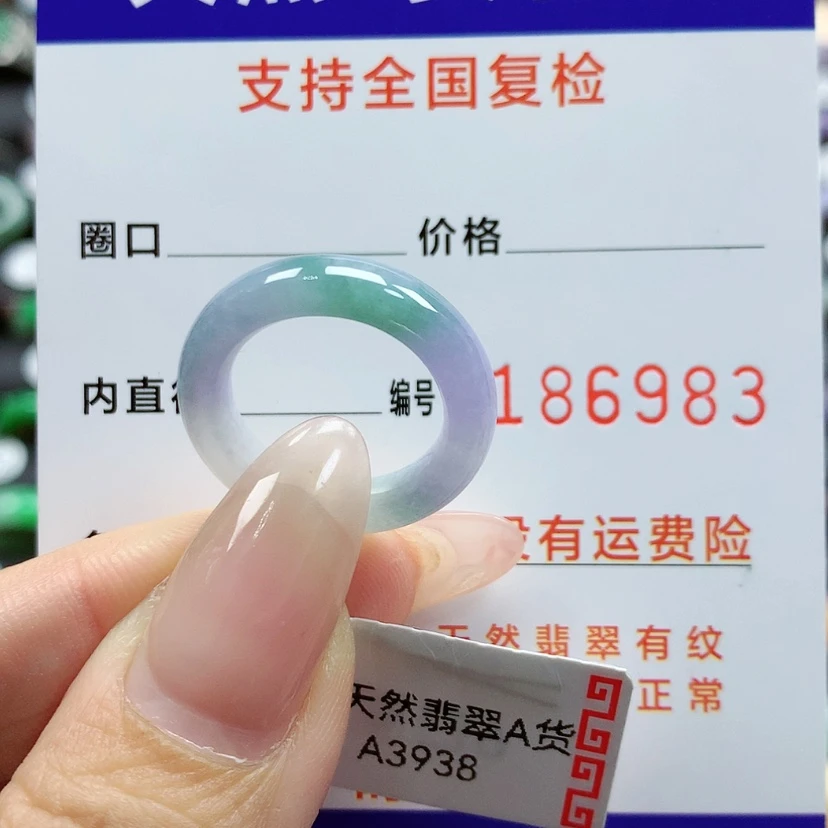 支持全国复检
圈口 价格
内直 编号 186983
没有运费险
天然翡翠有纹
正常
天然翡翠A货
A3938